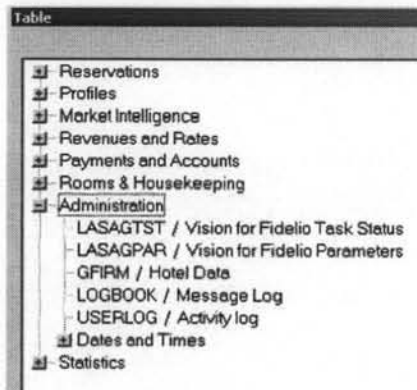 Table
Reservations
Profiles
Market Intelligence
Revenues and Rates
Payments and Accounts
Rooms & Housekeeping
Administration
LASAGTST / Vision for Fidelio Task Status
LASAGPAR / Vision for Fidelio Parameters
GFIRM / Hotel Data
LOGBOOK / Message Log
USERLOG / Activity log
Dates and Times
Statistics